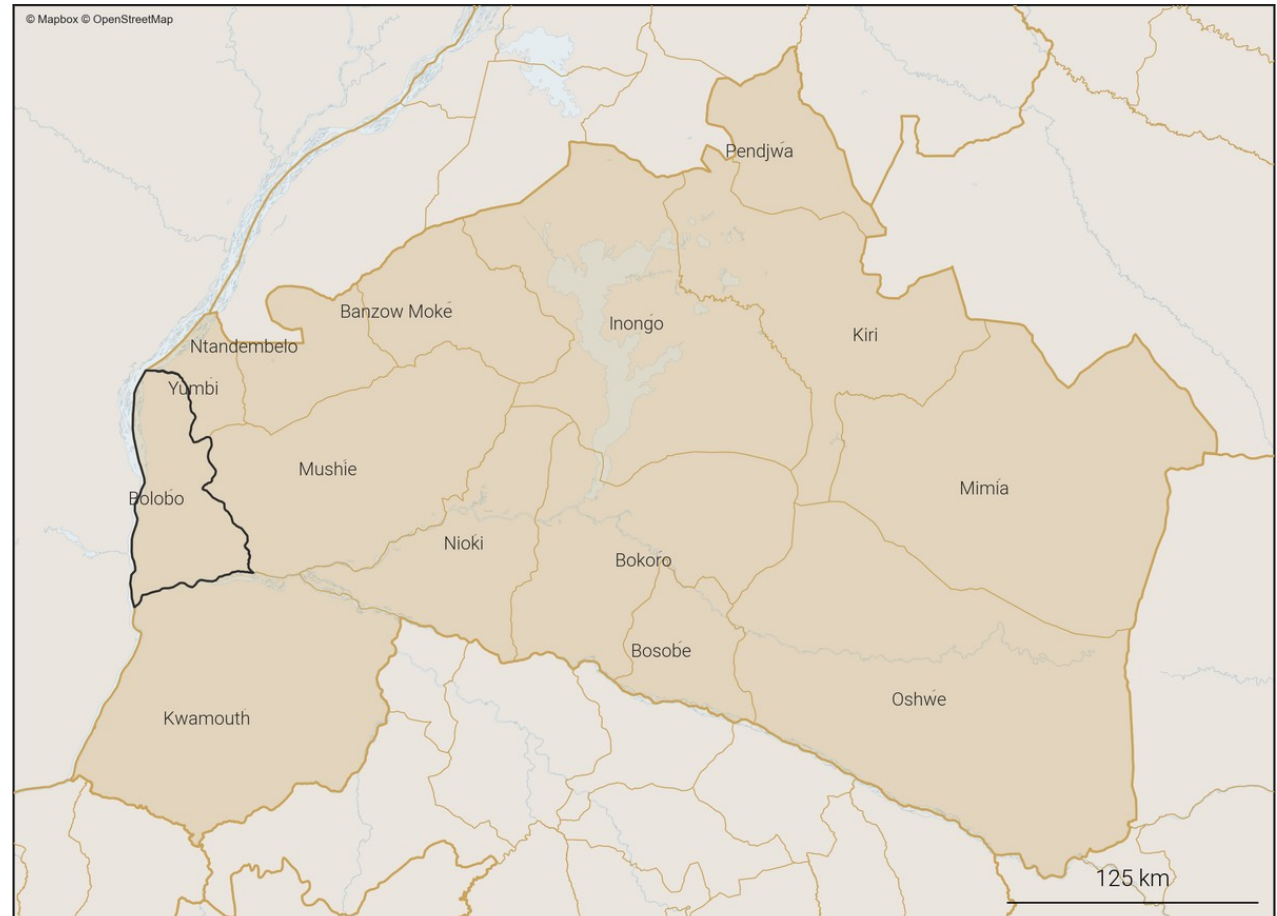 © Mapbox © OpenStreetMap
Pendjwa
Banzow Moke
Inongo
Kiri
Ntandembelo
Yumbi
Mushie
Bolobo
Mimia
Nioki
Bokoro
Bosobe
Oshwe
Kwamouth
125 km